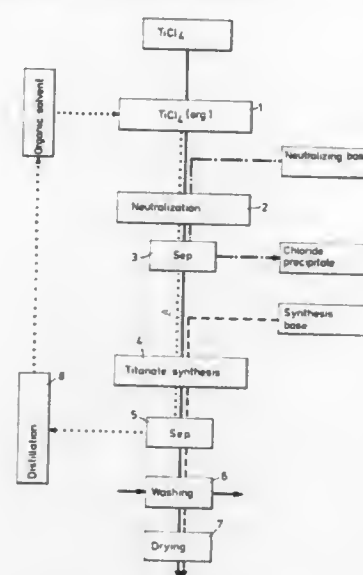 TiCl4
Organic solvent
TiCl4 (org)
1
Neutralizing base
Neutralization
2
3
Sep
Chloride
precipitate
Synthesis
base
4
Titanate synthesis
8
5
Sep
Distillation
6
Washing
7
Drying